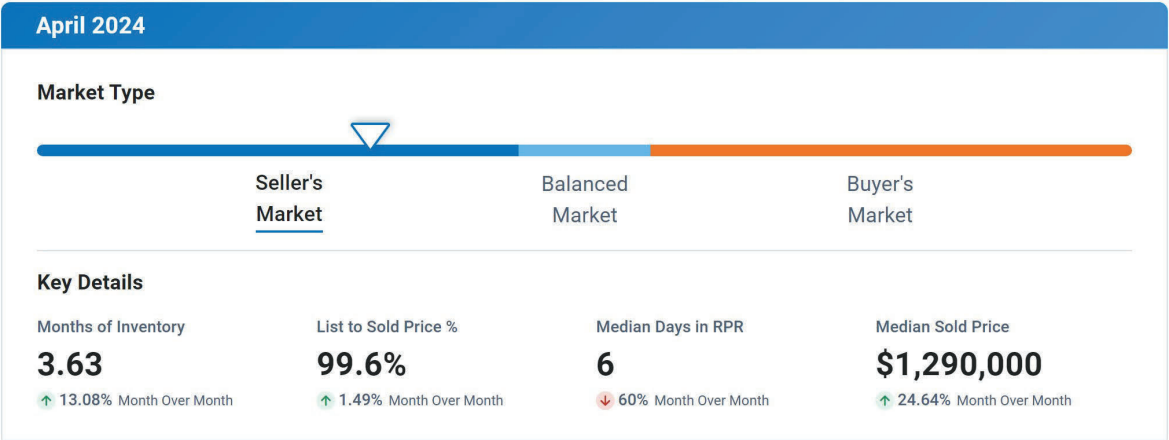 April 2024
Market Type
Seller's
Market
Balanced
Market
Buyer's
Market
Key Details
Months of Inventory
3.63
13.08% Month Over Month
List to Sold Price %
99.6%
1.49% Month Over Month
Median Days in RPR
6
60% Month Over Month
Median Sold Price
$1,290,000
24.64% Month Over Month